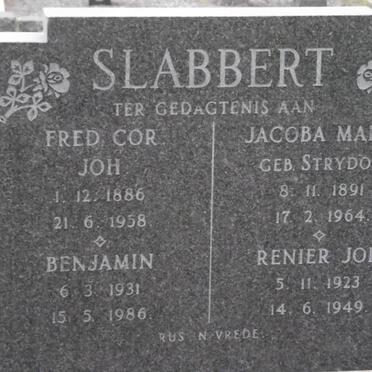 SLABBERT
TER GEDAGTENIS AAN
FRED. COR.
JOH
1. 12. 1886
21. 6. 1958.
BENJAMIN
6. 3. 1931
15. 5. 1986.
JACOBA
GEB. STRYDO
8. 11. 1891
17. 2. 1964.
RENIER
5. 11. 1923
14. 6. 1949.
RUS IN VREDE.